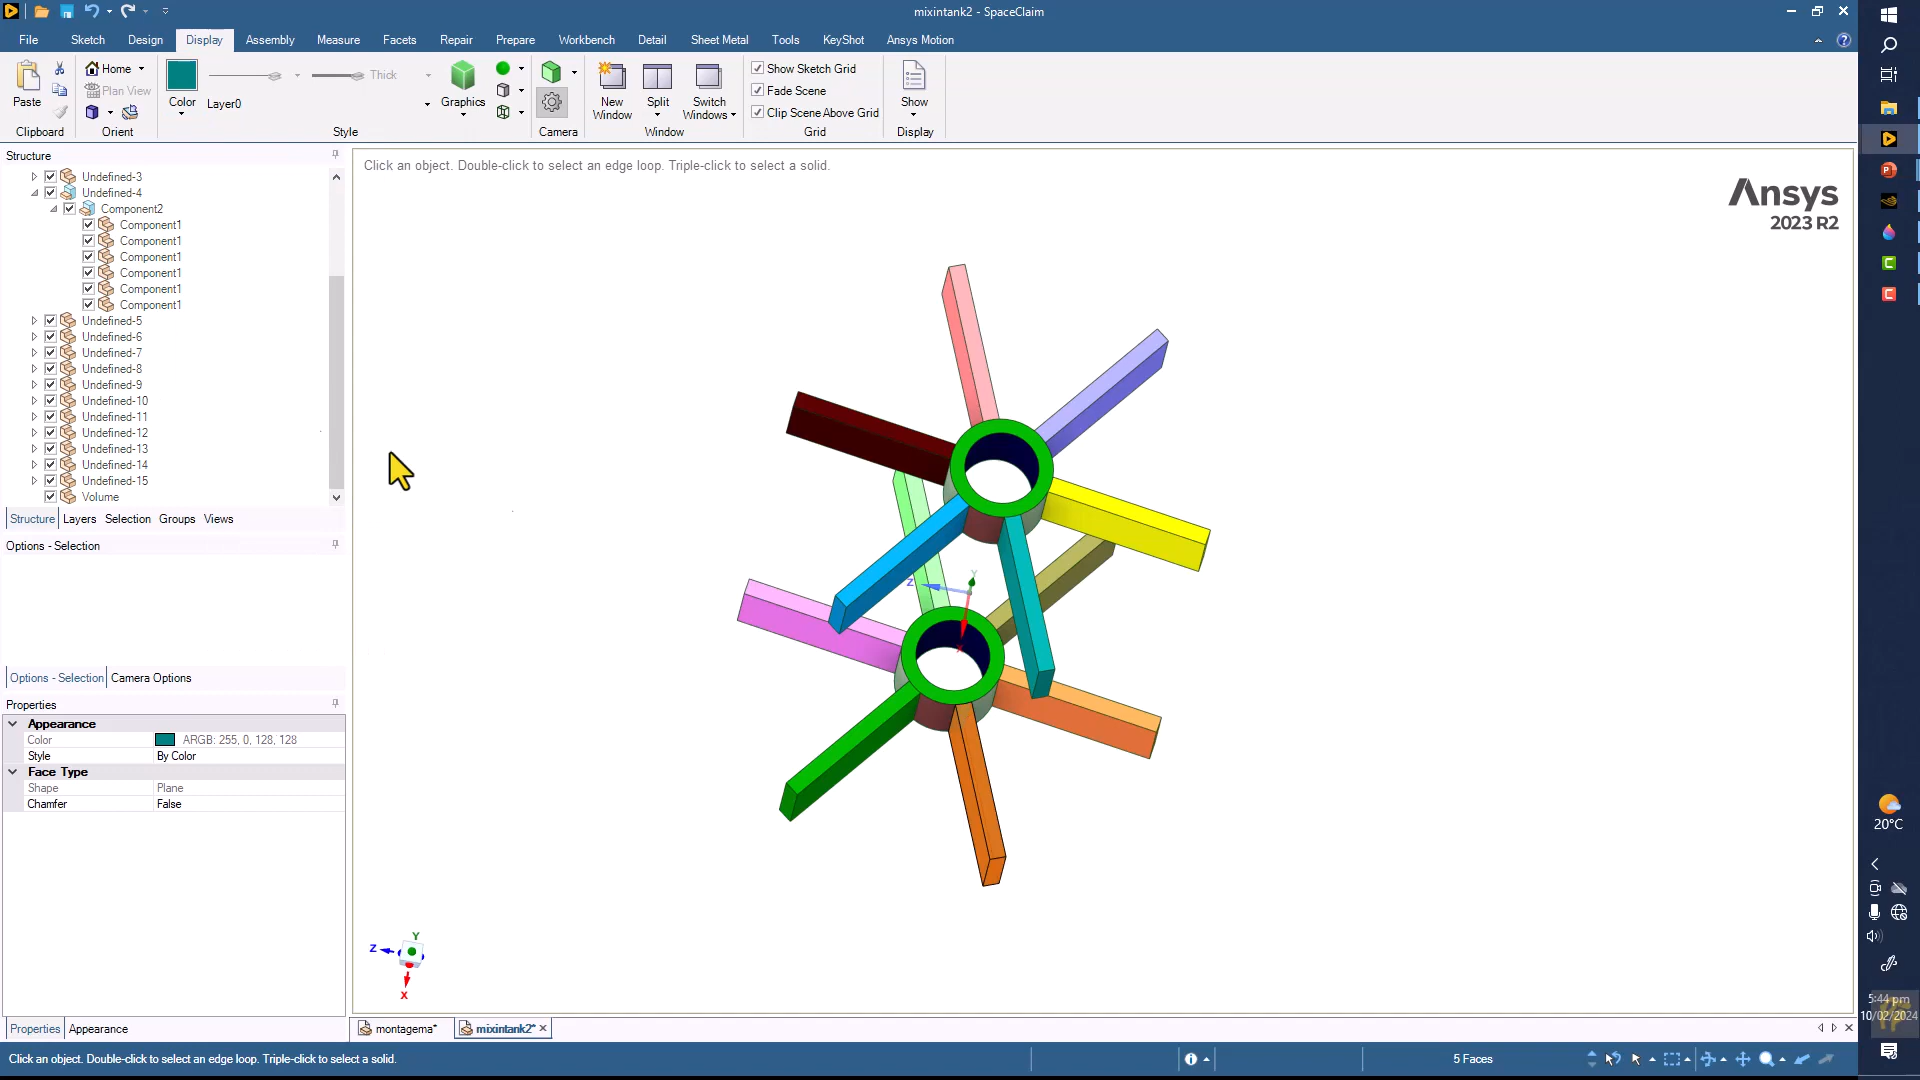 mixintank2 - SpaceClaim
File Sketch Design Display Assembly Measure Facets Repair Prepare Workbench Detail Sheet Metal Tools KeyShot Ansys Motion
Paste
Clipboard
Home
Plan View
Orient
Color
Layer0
Thick
Style
Graphics
Camera
New Window
Split
Switch Windows
Window
Show Sketch Grid
Fade Scene
Clip Scene Above Grid
Grid
Show
Display
Structure
Undefined-3
Undefined-4
Component2
Component1
Component1
Component1
Component1
Component1
Component1
Undefined-5
Undefined-6
Undefined-7
Undefined-8
Undefined-9
Undefined-10
Undefined-11
Undefined-12
Undefined-13
Undefined-14
Undefined-15
Volume
Structure Layers Selection Groups Views
Options - Selection
Options - Selection Camera Options
Properties
Appearance
Color ARGB: 255, 0, 128, 128
Style By Color
Face Type
Shape Plane
Chamfer False
Properties Appearance
Click an object. Double-click to select an edge loop. Triple-click to select a solid.
Ansys
2023 R2
Y
Z
X
Y
Z
X
montagema* mixintank2*
Click an object. Double-click to select an edge loop. Triple-click to select a solid.
5 Faces
20°C
5:44 pm
10/02/2024